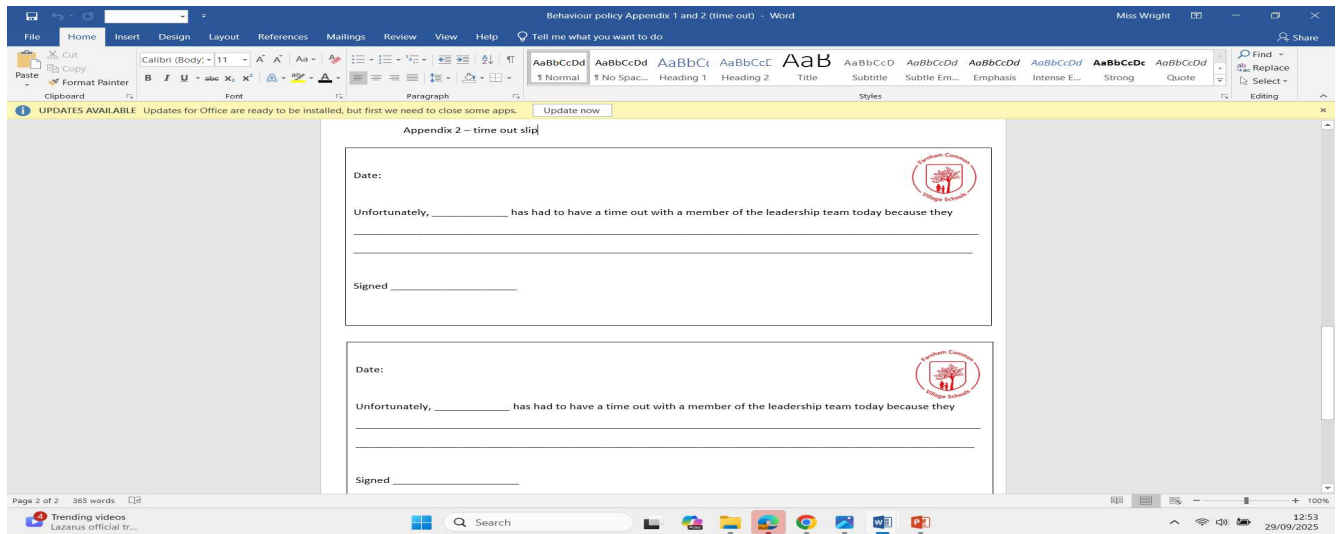 Behaviour policy Appendix 1 and 2 (time out) - Word
Miss Wright
File Home Insert Design Layout References Mailings Review View Help Tell me what you want to do
Share
Paste
Cut
Copy
Format Painter
Clipboard
Calibri (Body) 11
Font
Paragraph
AaBbCcDd AaBbCcDd AaBbCc AaBbCcE AaB AaBbCcD AaBbCcDd AaBbCcDd AaBbCcDd AaBbCcDc AaBbCcDd
¶ Normal ¶ No Spac... Heading 1 Heading 2 Title Subtitle Subtle Em... Emphasis Intense E... Strong Quote
Styles
Find
Replace
Select
Editing
UPDATES AVAILABLE Updates for Office are ready to be installed, but first we need to close some apps. Update now
Appendix 2 – time out slip
Farnham Common
Village Schools
Date:
Unfortunately, ______________ has had to have a time out with a member of the leadership team today because they
Signed _______________________
Farnham Common
Village Schools
Date:
Unfortunately, ______________ has had to have a time out with a member of the leadership team today because they
Signed _______________________
Page 2 of 2 365 words
100%
4
Trending videos
Lazarus official tr...
Search
12:53
29/09/2025